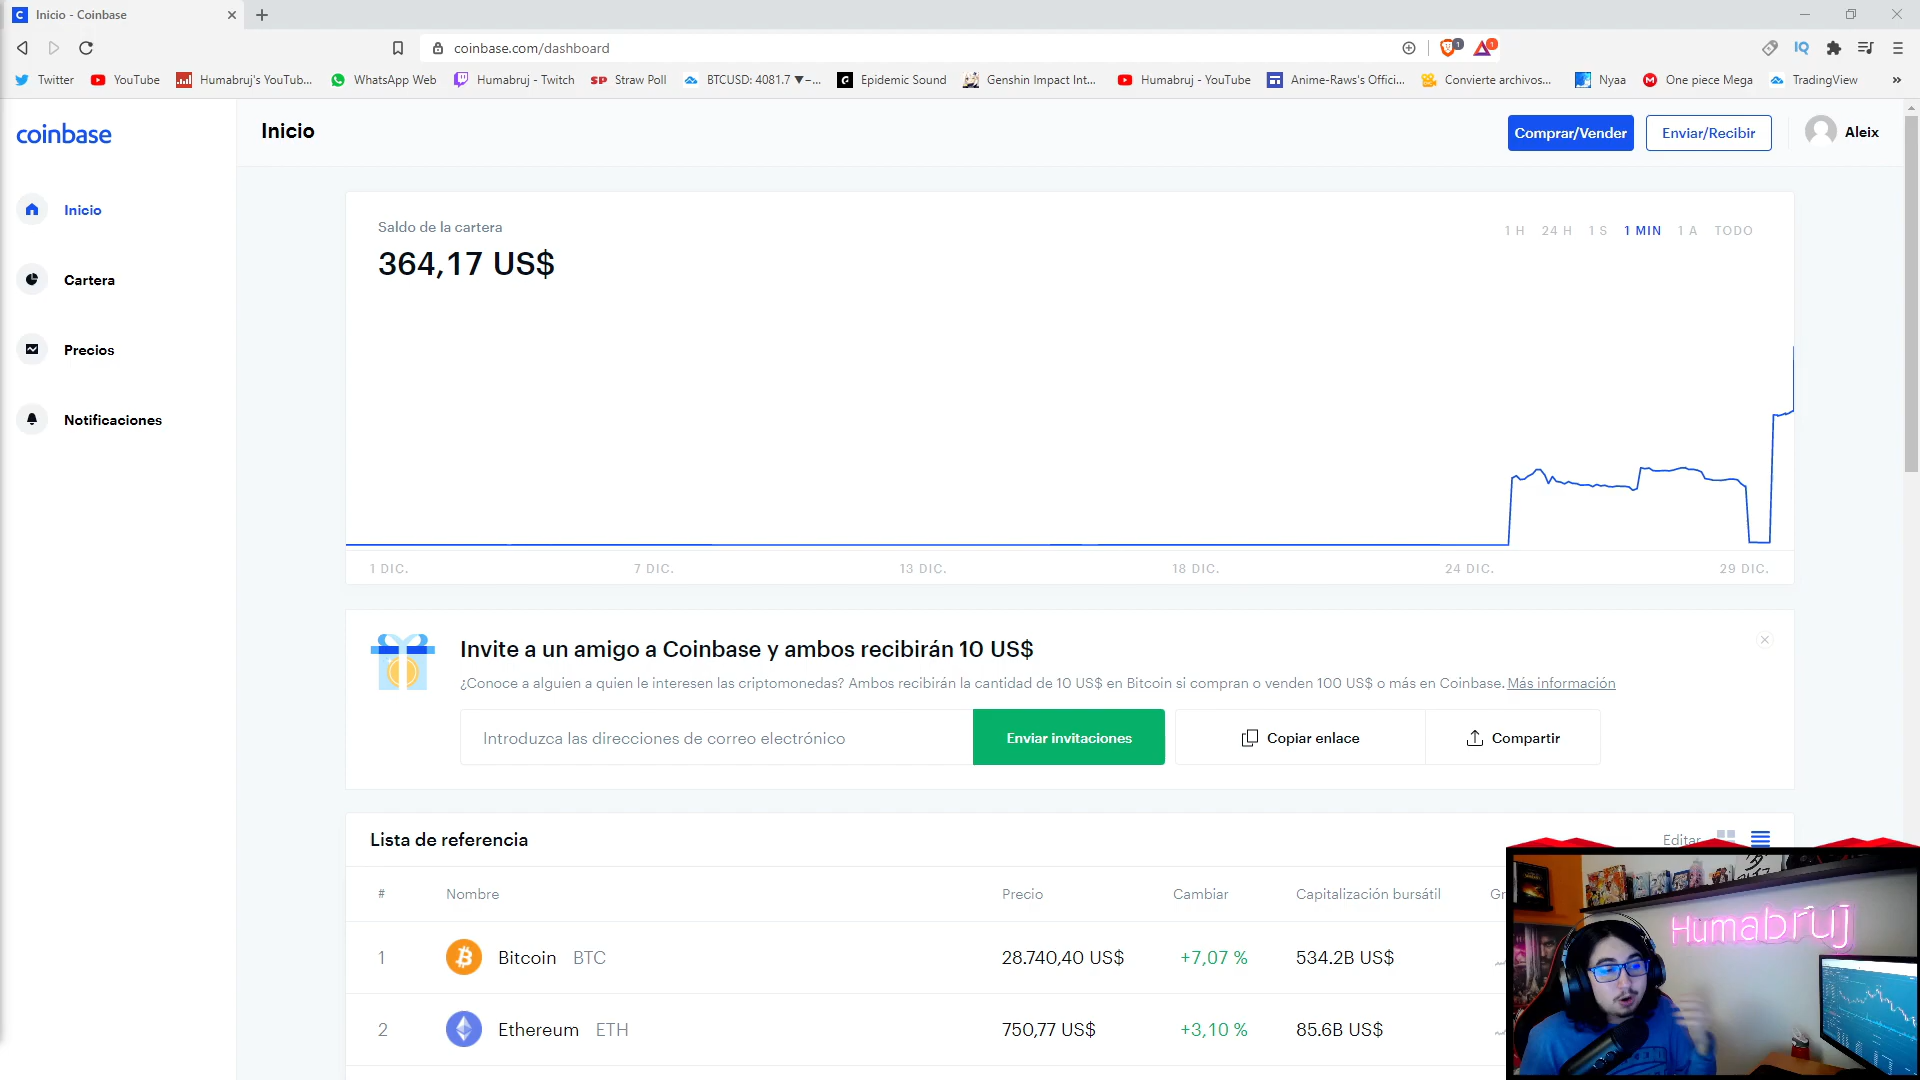 Inicio - Coinbase
coinbase.com/dashboard
1
1
IQ
Twitter
YouTube
Humabruj's YouTub...
WhatsApp Web
Humabruj - Twitch
SP Straw Poll
BTCUSD: 4081.7 ▼−...
Epidemic Sound
Genshin Impact Int...
Humabruj - YouTube
Anime-Raws's Offici...
Convierte archivos...
Nyaa
One piece Mega
TradingView
»
coinbase
Inicio
Comprar/Vender
Enviar/Recibir
Aleix
Inicio
Cartera
Precios
Notificaciones
Saldo de la cartera
364,17 US$
1 H 24 H 1 S 1 MIN 1 A TODO
1 DIC. 7 DIC. 13 DIC. 18 DIC. 24 DIC. 29 DIC.
Invite a un amigo a Coinbase y ambos recibirán 10 US$
¿Conoce a alguien a quien le interesen las criptomonedas? Ambos recibirán la cantidad de 10 US$ en Bitcoin si compran o venden 100 US$ o más en Coinbase. Más información
Introduzca las direcciones de correo electrónico
Enviar invitaciones
Copiar enlace
Compartir
Lista de referencia
Editar
# Nombre Precio Cambiar Capitalización bursátil
1 Bitcoin BTC 28.740,40 US$ +7,07 % 534.2B US$
2 Ethereum ETH 750,77 US$ +3,10 % 85.6B US$
Humabruj